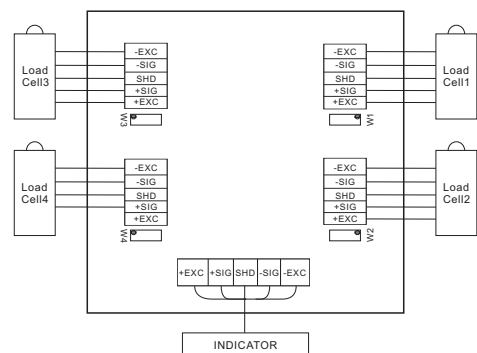 Load
Cell3
-EXC
-SIG
SHD
+SIG
+EXC
W3
-EXC
-SIG
SHD
+SIG
+EXC
W1
Load
Cell1
Load
Cell4
-EXC
-SIG
SHD
+SIG
+EXC
W4
-EXC
-SIG
SHD
+SIG
+EXC
W2
Load
Cell2
+EXC +SIG SHD -SIG -EXC
INDICATOR